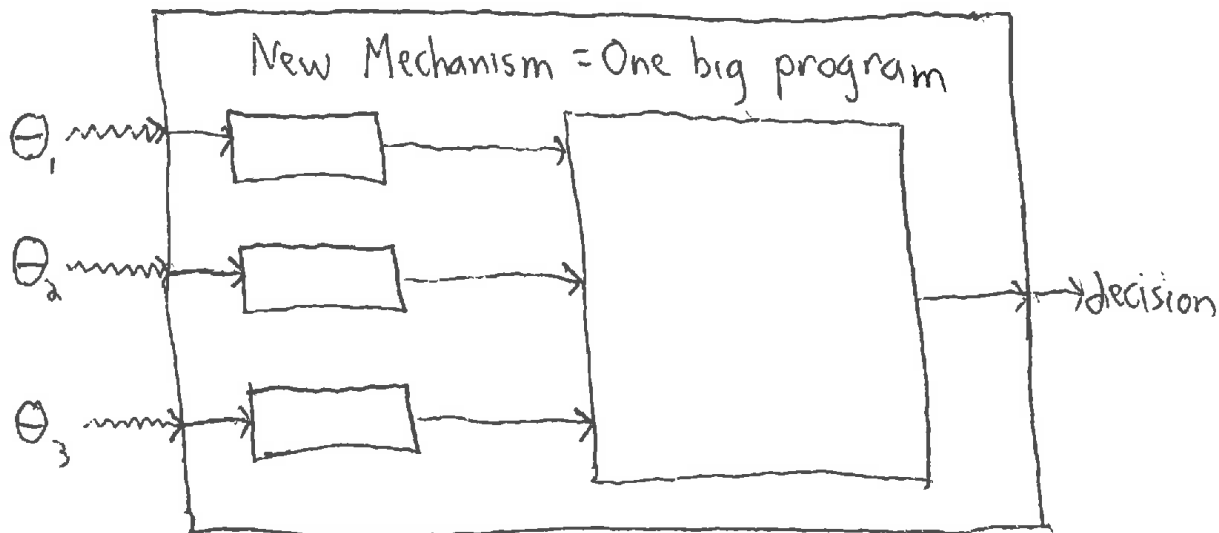 New Mechanism = One big program
θ₁
θ₂
decision
θ₃